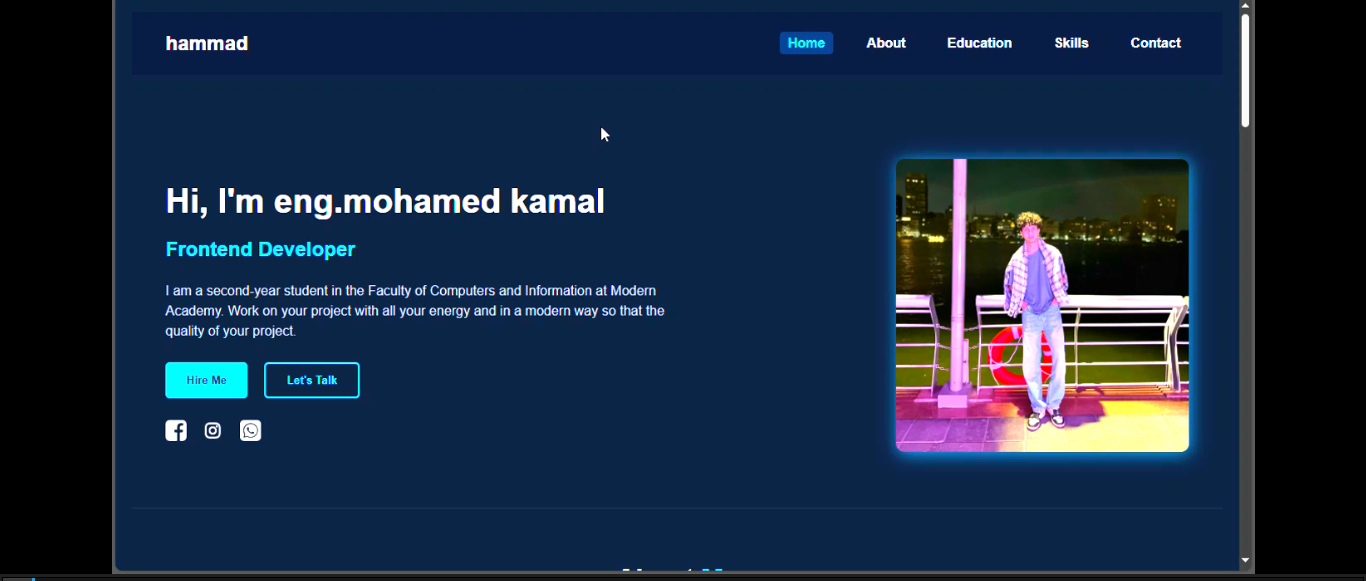 hammad
Home
About
Education
Skills
Contact
Hi, I'm eng.mohamed kamal
Frontend Developer
I am a second-year student in the Faculty of Computers and Information at Modern
Academy. Work on your project with all your energy and in a modern way so that the
quality of your project.
Hire Me
Let's Talk